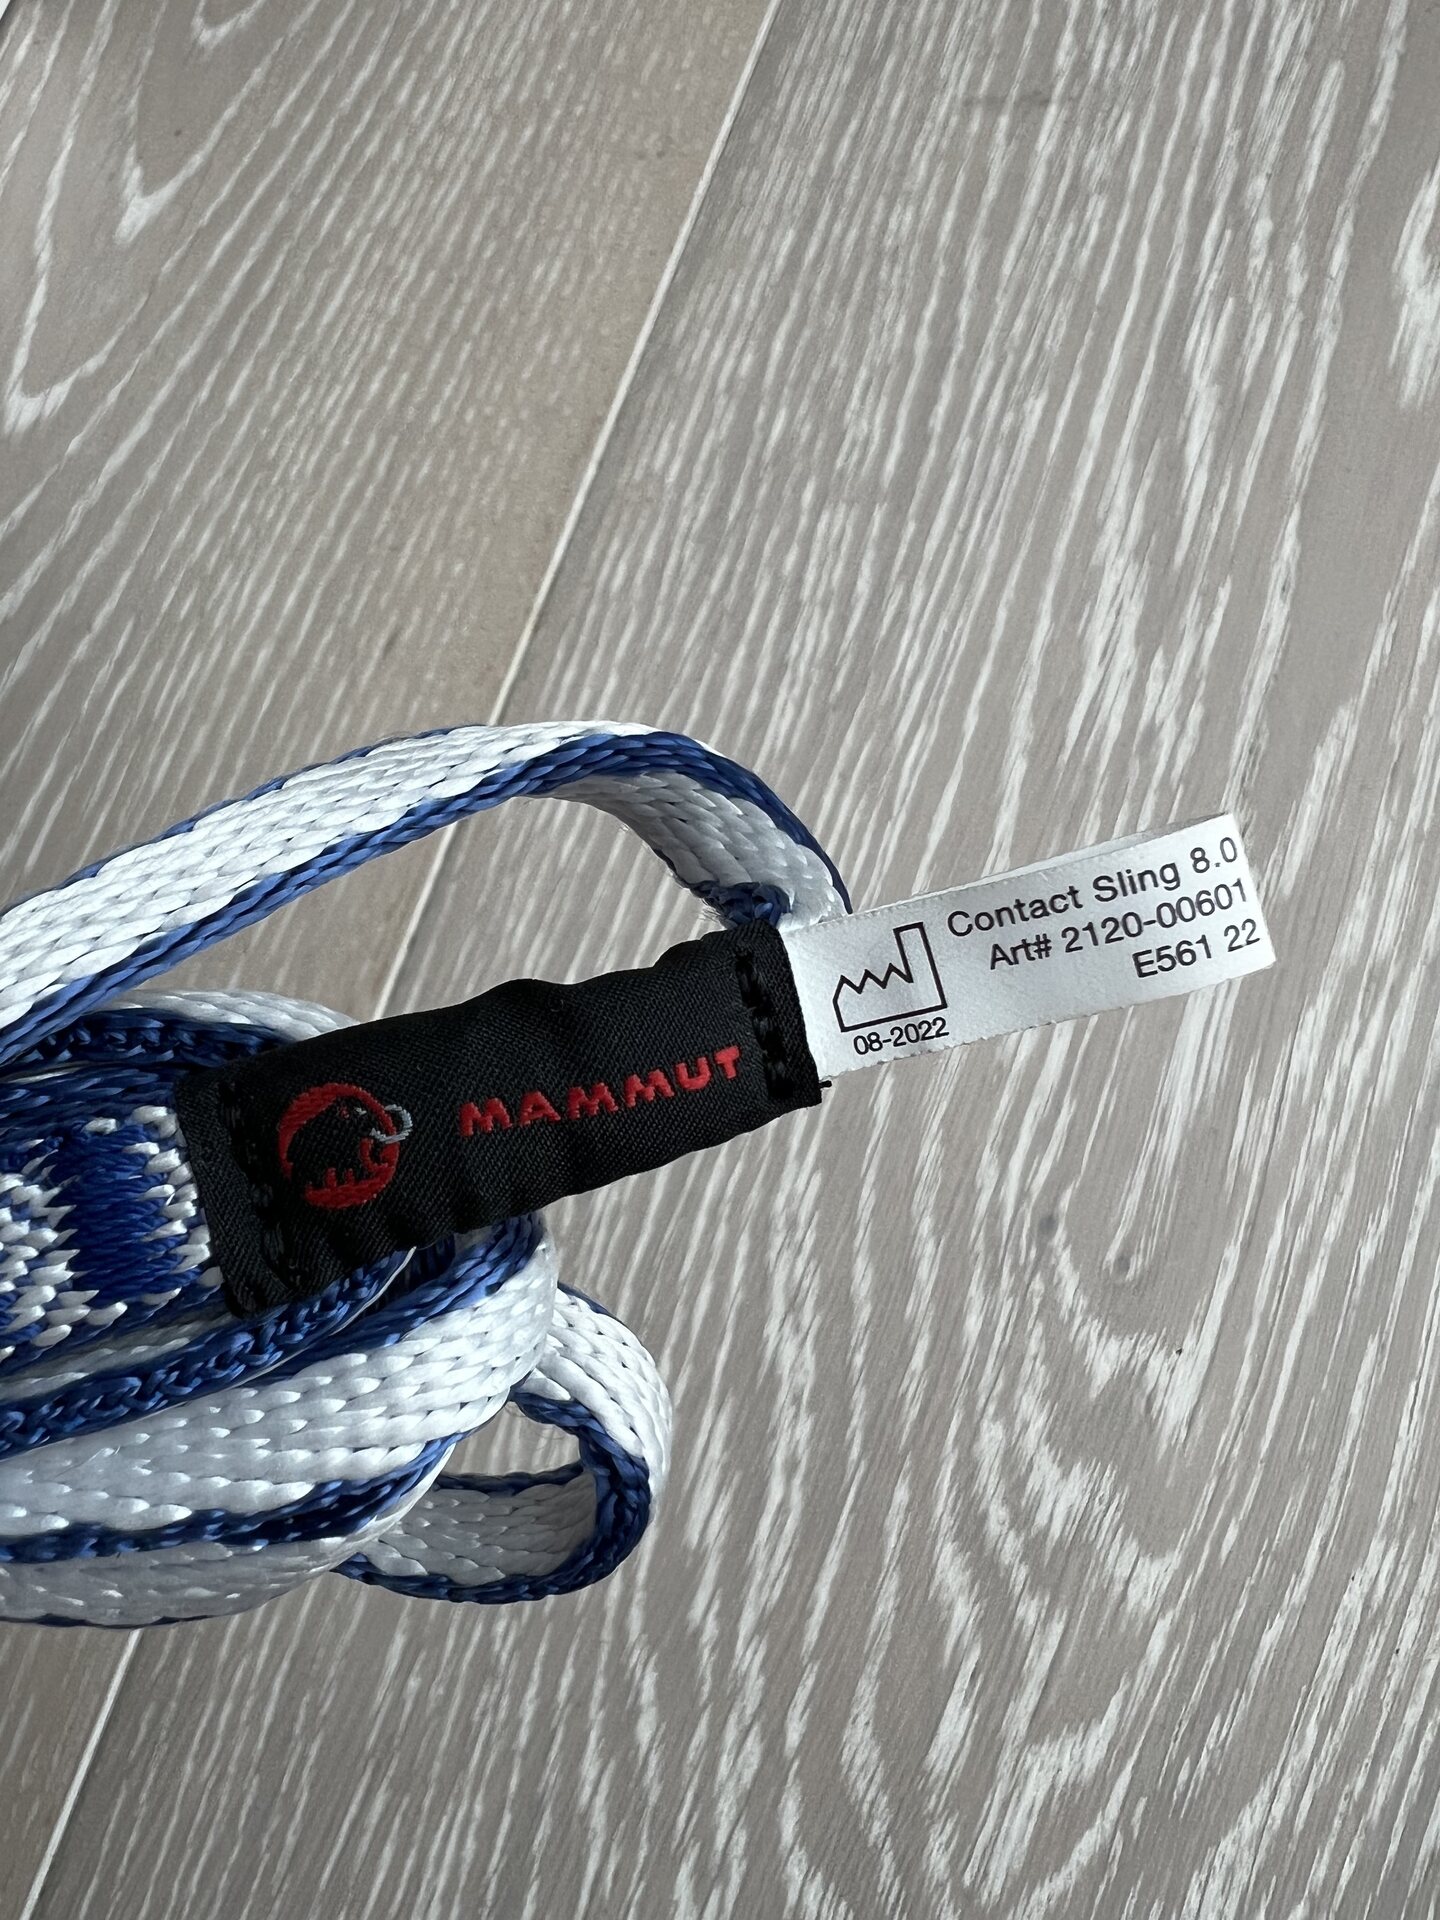 MAMMUT
Contact Sling 8.0
Art# 2120-00601
E561 22
08-2022